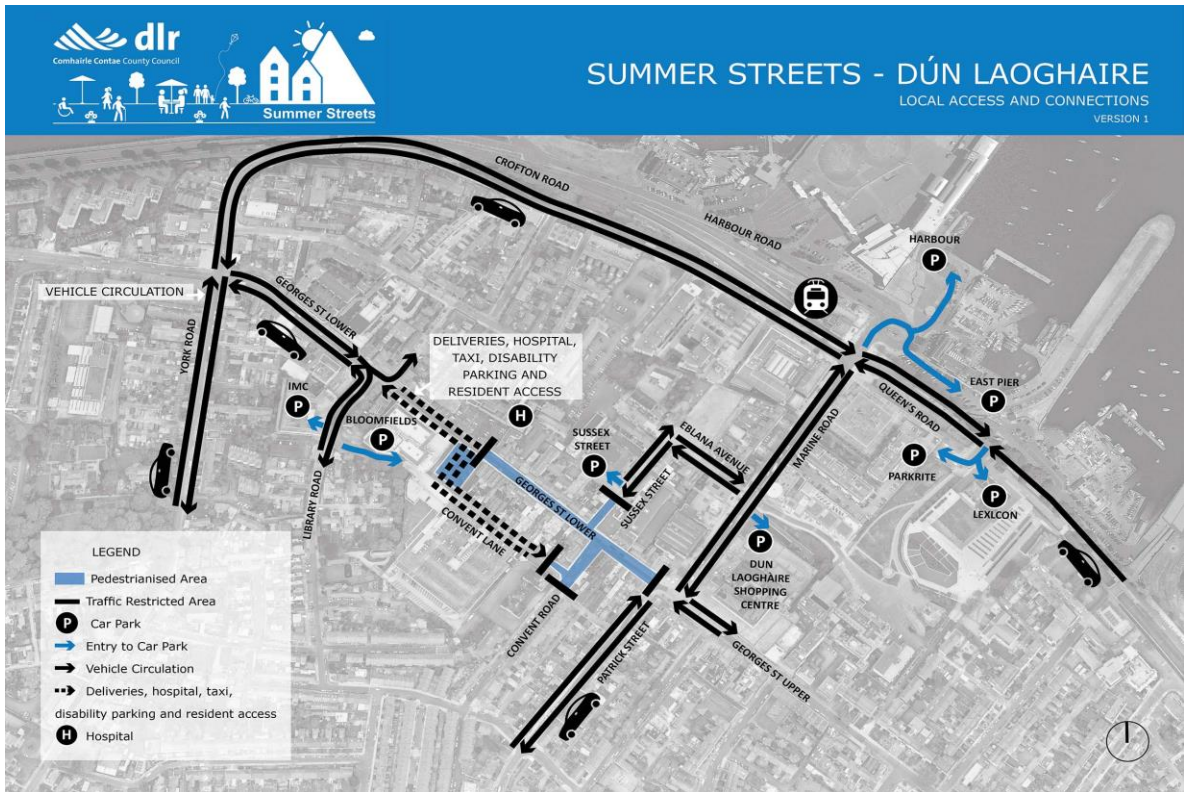 dlr
Comhairle Contae County Council
Summer Streets
SUMMER STREETS - DÚN LAOGHAIRE
LOCAL ACCESS AND CONNECTIONS
VERSION 1
CROFTON ROAD
HARBOUR ROAD
HARBOUR
P
VEHICLE CIRCULATION
GEORGES ST LOWER
YORK ROAD
DELIVERIES, HOSPITAL,
TAXI, DISABILITY
PARKING AND
RESIDENT ACCESS
H
IMC
P
BLOOMFIELDS
P
LIBRARY ROAD
EAST PIER
P
QUEEN'S ROAD
MARINE ROAD
EBLANA AVENUE
SUSSEX
STREET
P
SUSSEX STREET
P
PARKRITE
P
LEXLCON
GEORGES ST LOWER
CONVENT LANE
CONVENT ROAD
P
DUN
LAOGHÀIRE
SHOPPING
CENTRE
PATRICK STREET
GEORGES ST UPPER
LEGEND
Pedestrianised Area
Traffic Restricted Area
P Car Park
Entry to Car Park
Vehicle Circulation
Deliveries, hospital, taxi,
disability parking and resident access
H Hospital